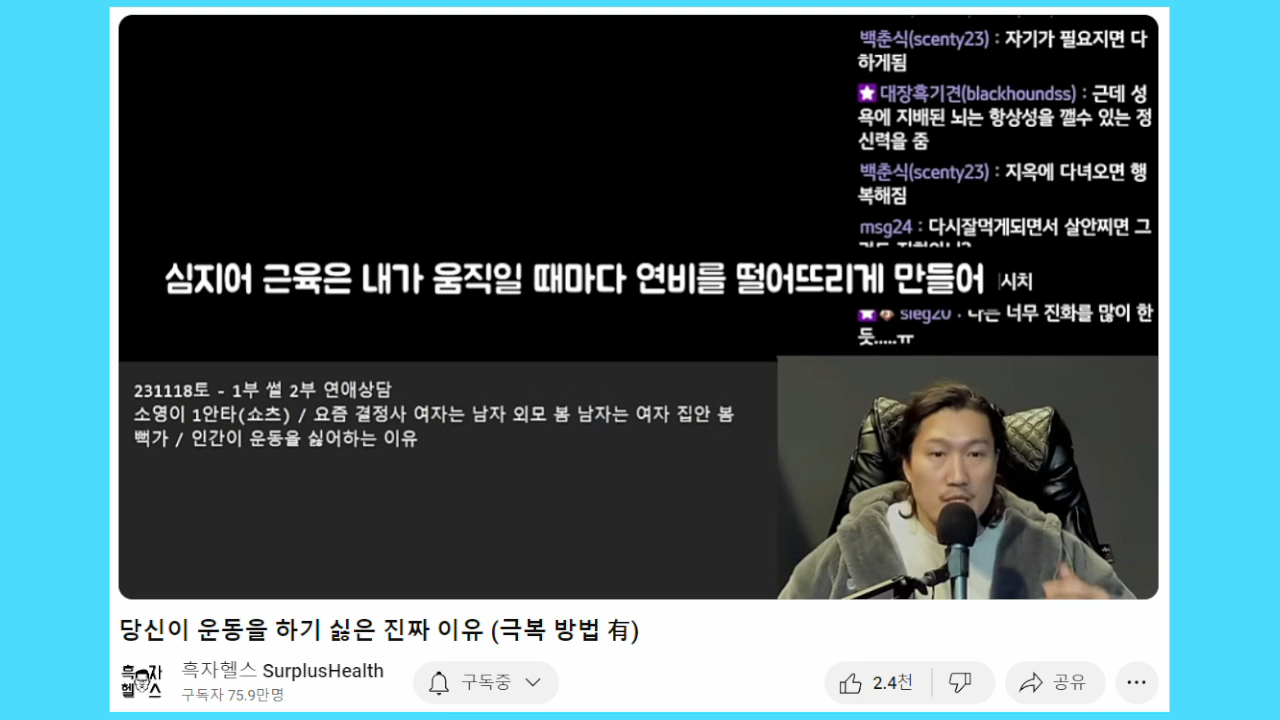 백춘식(scenty23) : 자기가 필요지면 다
하게됨
대장흑기견(blackhoundss) : 근데 성
욕에 지배된 뇌는 항상성을 깰수 있는 정
신력을 줌
백춘식(scenty23) : 지옥에 다녀오면 행
복해짐
msg24 : 다시잘먹게되면서 살안찌면 그
심지어 근육은 내가 움직일 때마다 연비를 떨어뜨리게 만들어
시치
sieg20 : 나는 너무 진화를 많이 한
듯.....ㅠ
231118토 - 1부 썰 2부 연애상담
소영이 1안타(쇼츠) / 요즘 결정사 여자는 남자 외모 봄 남자는 여자 집안 봄
뻑가 / 인간이 운동을 싫어하는 이유
당신이 운동을 하기 싫은 진짜 이유 (극복 방법 有)
흑자헬스
흑자헬스 SurplusHealth
구독자 75.9만명
구독중
2.4천
공유